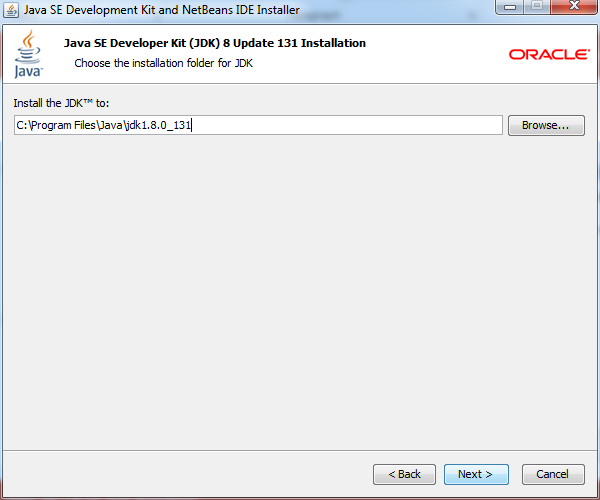 Java SE Development Kit and NetBeans IDE Installer
Java
Java SE Developer Kit (JDK) 8 Update 131 Installation
Choose the installation folder for JDK
ORACLE
Install the JDK™ to:
C:\Program Files\Java\jdk1.8.0_131
Browse...
< Back
Next >
Cancel